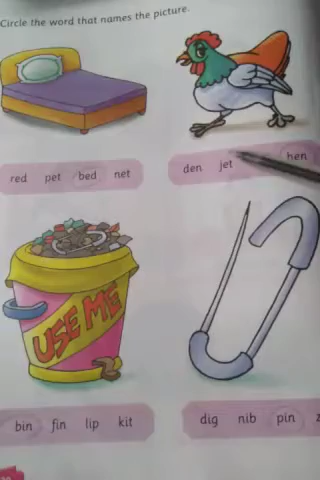 Circle the word that names the picture.
red pet bed net
den jet hen
USE ME
bin fin lip kit
dig nib pin